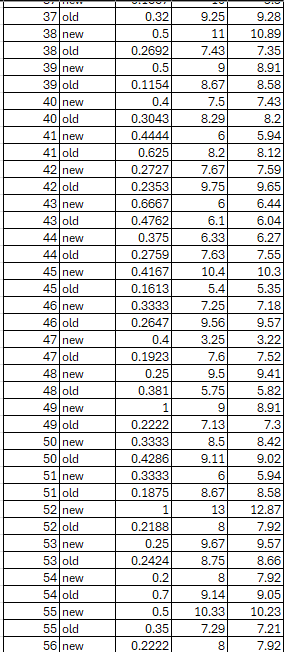 37 old 0.32 9.25 9.28
38 new 0.5 11 10.89
38 old 0.2692 7.43 7.35
39 new 0.5 9 8.91
39 old 0.1154 8.67 8.58
40 new 0.4 7.5 7.43
40 old 0.3043 8.29 8.2
41 new 0.4444 6 5.94
41 old 0.625 8.2 8.12
42 new 0.2727 7.67 7.59
42 old 0.2353 9.75 9.65
43 new 0.6667 6 6.44
43 old 0.4762 6.1 6.04
44 new 0.375 6.33 6.27
44 old 0.2759 7.63 7.55
45 new 0.4167 10.4 10.3
45 old 0.1613 5.4 5.35
46 new 0.3333 7.25 7.18
46 old 0.2647 9.56 9.57
47 new 0.4 3.25 3.22
47 old 0.1923 7.6 7.52
48 new 0.25 9.5 9.41
48 old 0.381 5.75 5.82
49 new 1 9 8.91
49 old 0.2222 7.13 7.3
50 new 0.3333 8.5 8.42
50 old 0.4286 9.11 9.02
51 new 0.3333 6 5.94
51 old 0.1875 8.67 8.58
52 new 1 13 12.87
52 old 0.2188 8 7.92
53 new 0.25 9.67 9.57
53 old 0.2424 8.75 8.66
54 new 0.2 8 7.92
54 old 0.7 9.14 9.05
55 new 0.5 10.33 10.23
55 old 0.35 7.29 7.21
56 new 0.2222 8 7.92